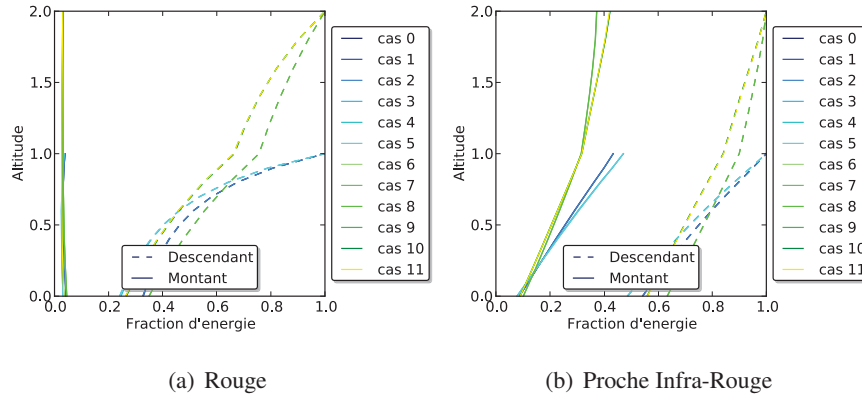 2.0
1.5
1.0
0.5
0.0
0.0 0.2 0.4 0.6 0.8 1.0
Altitude
Fraction d'energie
Descendant
Montant
cas 0
cas 1
cas 2
cas 3
cas 4
cas 5
cas 6
cas 7
cas 8
cas 9
cas 10
cas 11
(a) Rouge
2.0
1.5
1.0
0.5
0.0
0.0 0.2 0.4 0.6 0.8 1.0
Altitude
Fraction d'energie
Descendant
Montant
cas 0
cas 1
cas 2
cas 3
cas 4
cas 5
cas 6
cas 7
cas 8
cas 9
cas 10
cas 11
(b) Proche Infra-Rouge